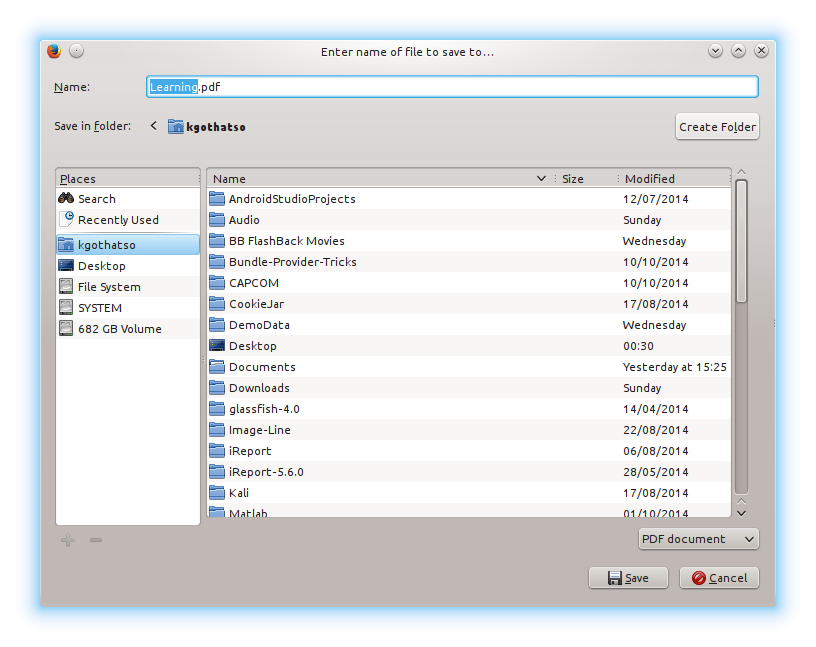 Enter name of file to save to...
Name: Learning.pdf
Save in folder: < kgothatso Create Folder
Places
Search
Recently Used
kgothatso
Desktop
File System
SYSTEM
682 GB Volume
Name Size Modified
AndroidStudioProjects 12/07/2014
Audio Sunday
BB FlashBack Movies Wednesday
Bundle-Provider-Tricks 10/10/2014
CAPCOM 10/10/2014
CookieJar 17/08/2014
DemoData Wednesday
Desktop 00:30
Documents Yesterday at 15:25
Downloads Sunday
glassfish-4.0 14/04/2014
Image-Line 22/08/2014
iReport 06/08/2014
iReport-5.6.0 28/05/2014
Kali 17/08/2014
Matlab 01/10/2014
PDF document
Save Cancel